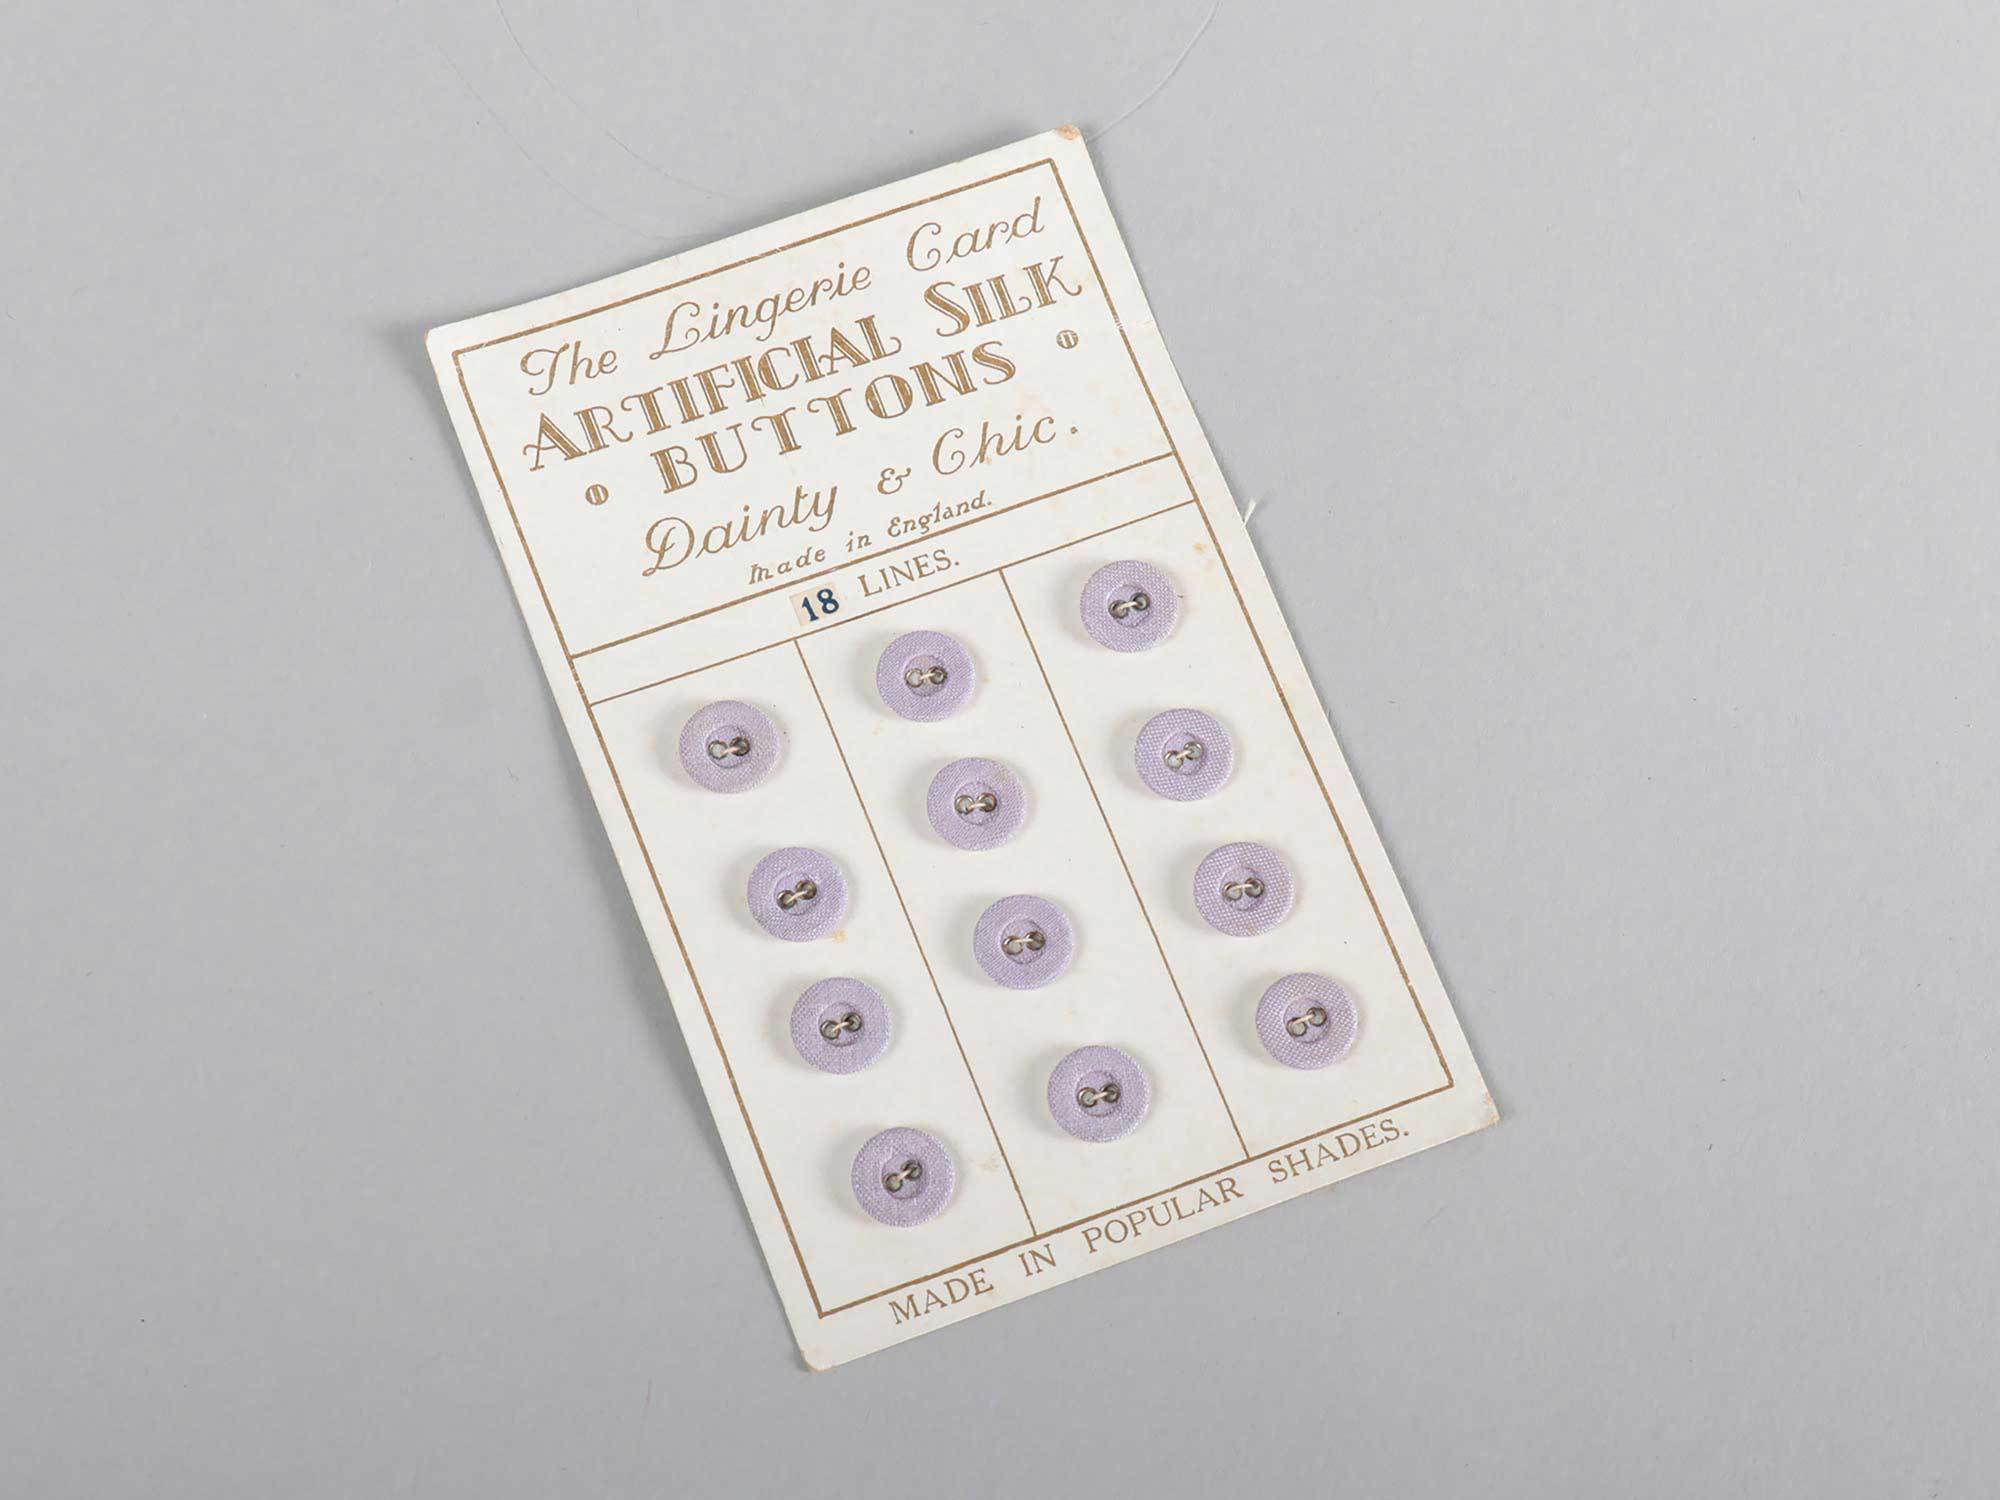 The Lingerie Card
ARTIFICIAL SILK
• BUTTONS •
Dainty & Chic.
made in England.
18 LINES.
MADE IN POPULAR SHADES.